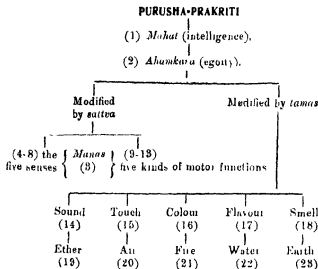 PURUSHA-PRAKRITI
(1) Mahat (intelligence),
(2) Ahamkara (egoity),
Modified by sattva
Modified by tamas
(4-8) the five senses { Manas (3) } (9-13) five kinds of motor functions
Sound (14) Touch (15) Colour (16) Flavour (17) Smell (18)
Ether (19) Air (20) Fire (21) Water (22) Earth (23)